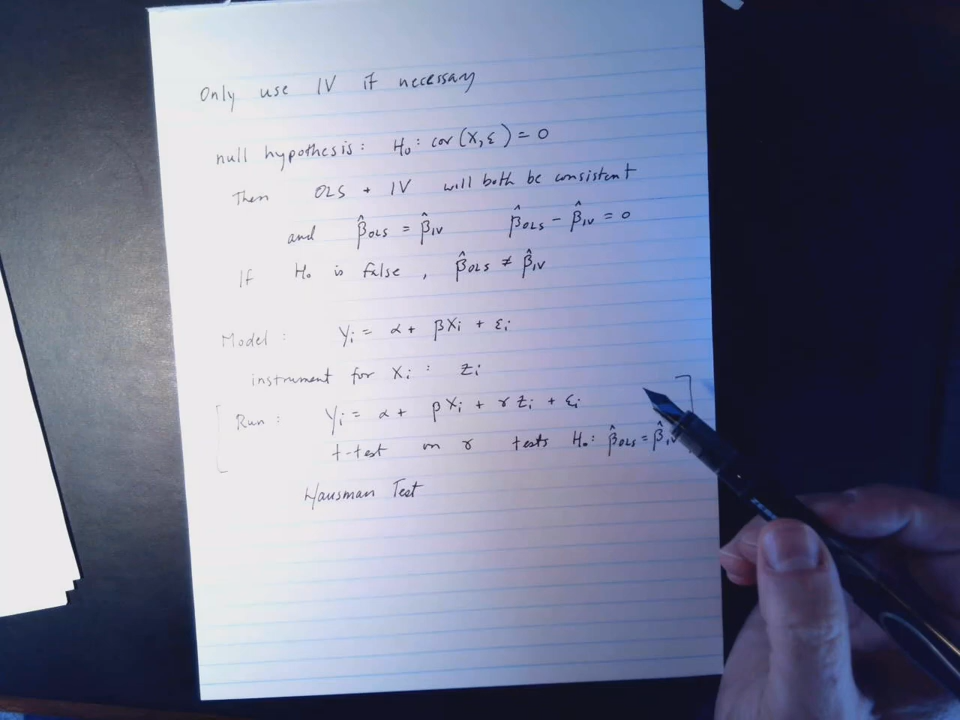 Only use IV if necessary
null hypothesis: H₀: cov(X,ε) = 0
Then OLS + IV will both be consistent
and β̂OLS = β̂IV β̂OLS - β̂IV = 0
If H₀ is false, β̂OLS ≠ β̂IV
Model: Yi = α + βXi + εi
instrument for Xi: Zi
[Run: Yi = α + βXi + γZi + εi
t-test on γ tests H₀: β̂OLS = β̂IV]
Hausman Test